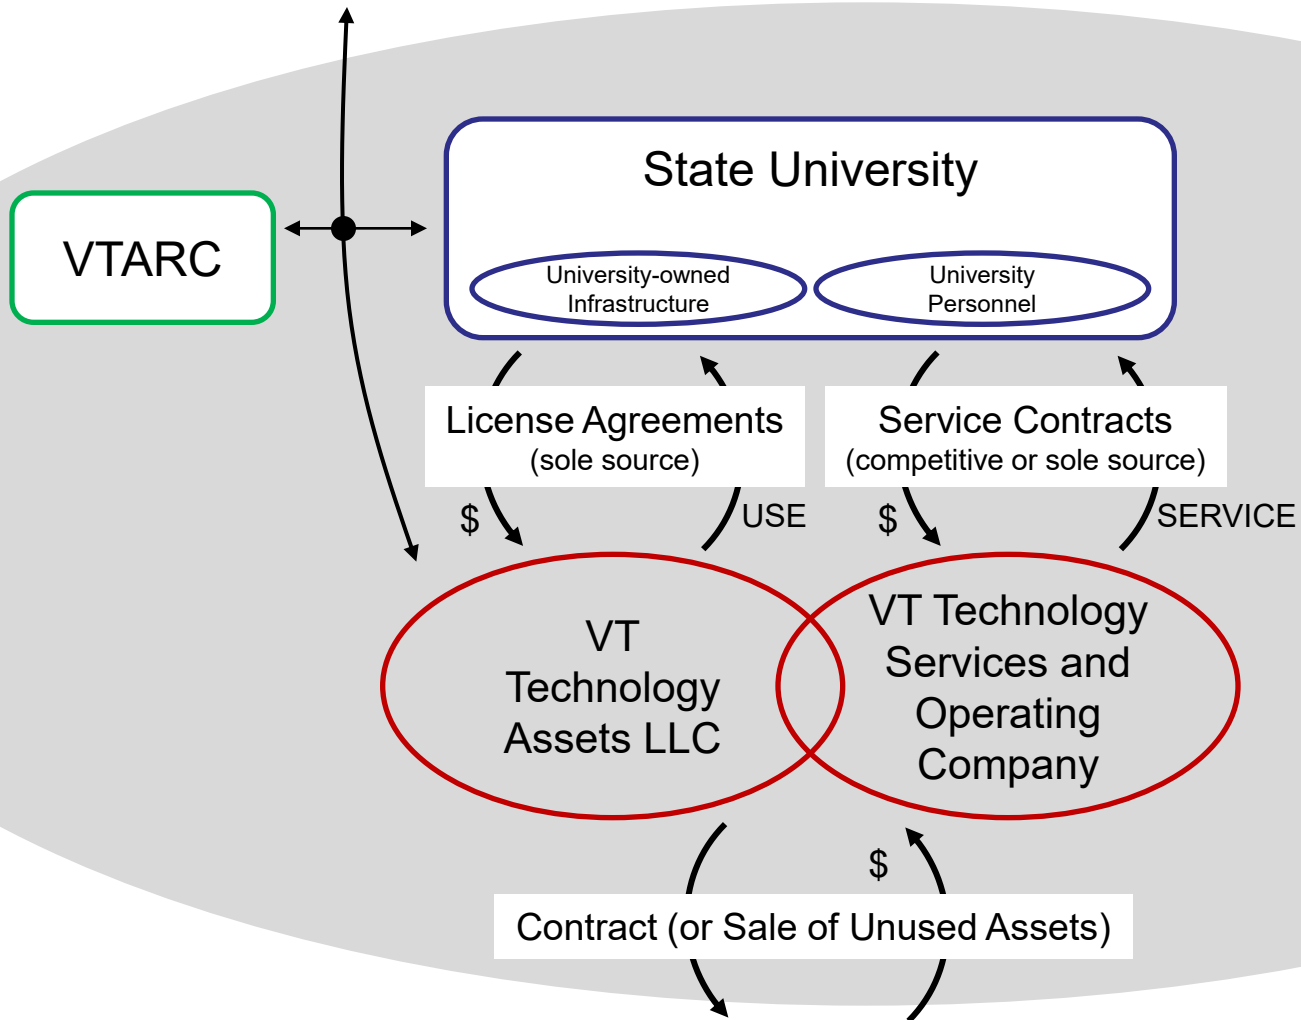 State University
VTARC
University-owned
Infrastructure
University
Personnel
License Agreements
(sole source)
Service Contracts
(competitive or sole source)
$
USE
$
SERVICE
VT
Technology
Assets LLC
VT Technology
Services and
Operating
Company
$
Contract (or Sale of Unused Assets)